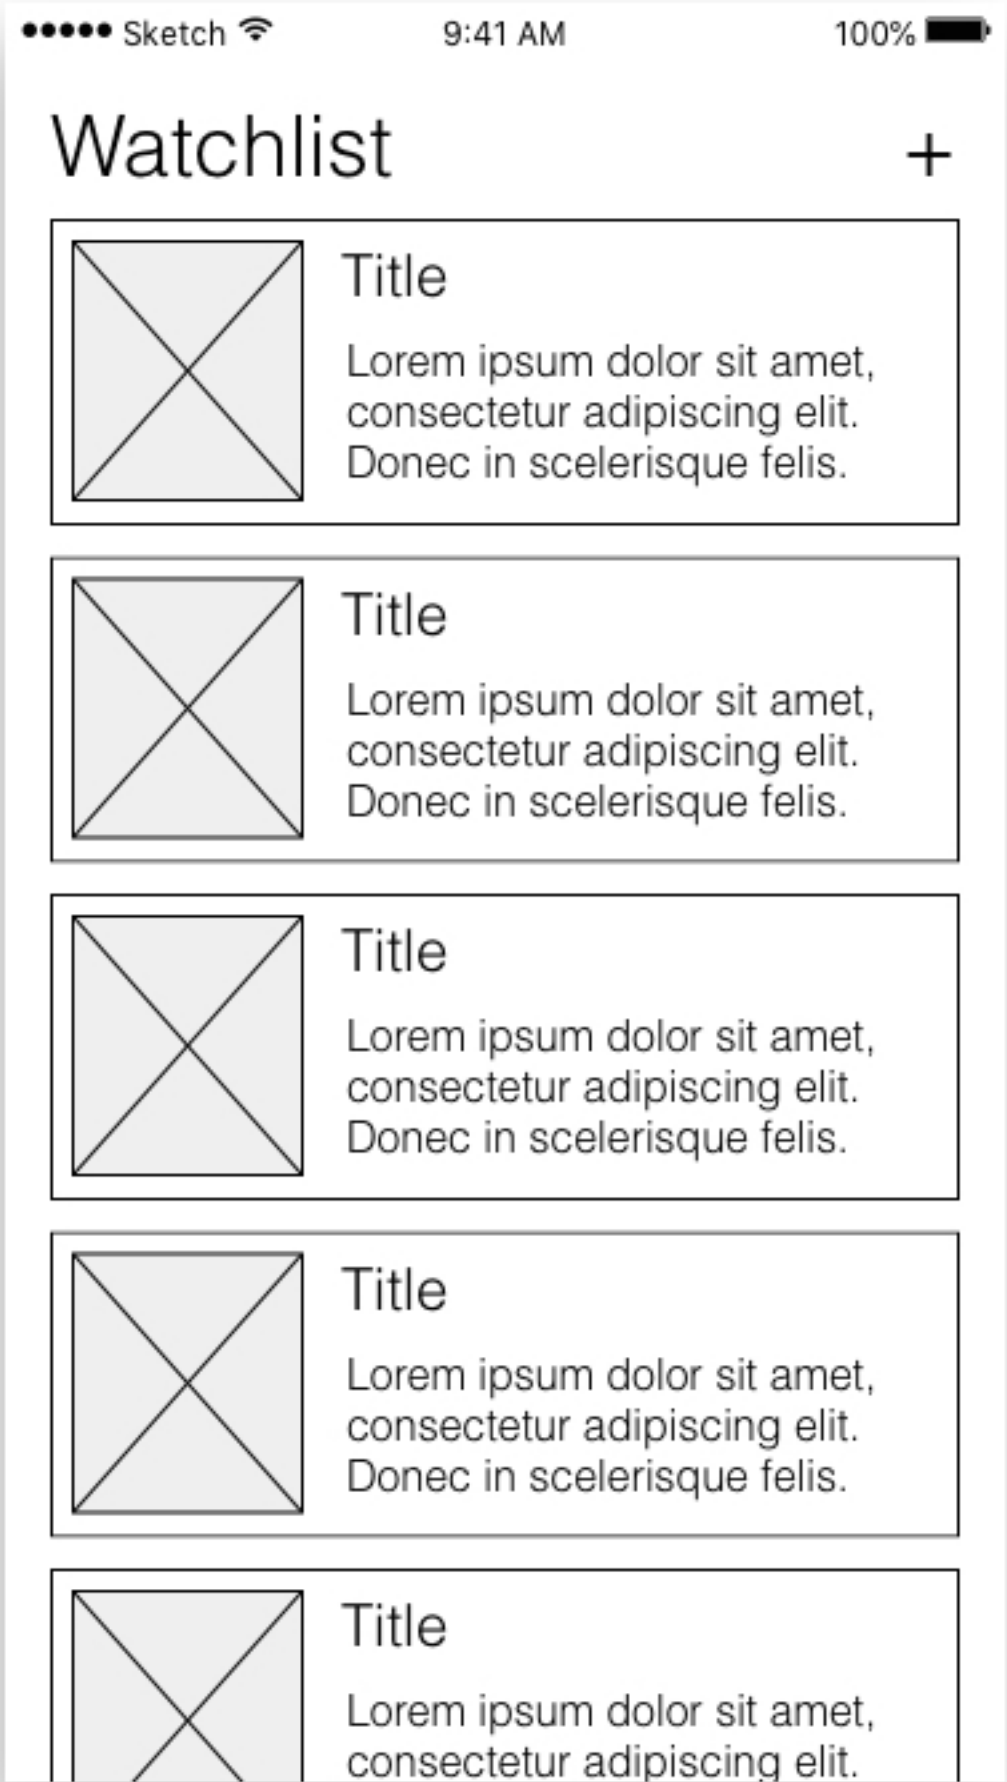 Sketch 9:41 AM 100%
Watchlist +
Title
Lorem ipsum dolor sit amet,
consectetur adipiscing elit.
Donec in scelerisque felis.
Title
Lorem ipsum dolor sit amet,
consectetur adipiscing elit.
Donec in scelerisque felis.
Title
Lorem ipsum dolor sit amet,
consectetur adipiscing elit.
Donec in scelerisque felis.
Title
Lorem ipsum dolor sit amet,
consectetur adipiscing elit.
Donec in scelerisque felis.
Title
Lorem ipsum dolor sit amet,
consectetur adipiscing elit.